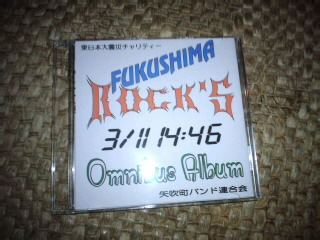 東日本大震災チャリティー
FUKUSHIMA
ROCK'S
3/11 14:46
Omnibus Album
矢吹町バンド連合会